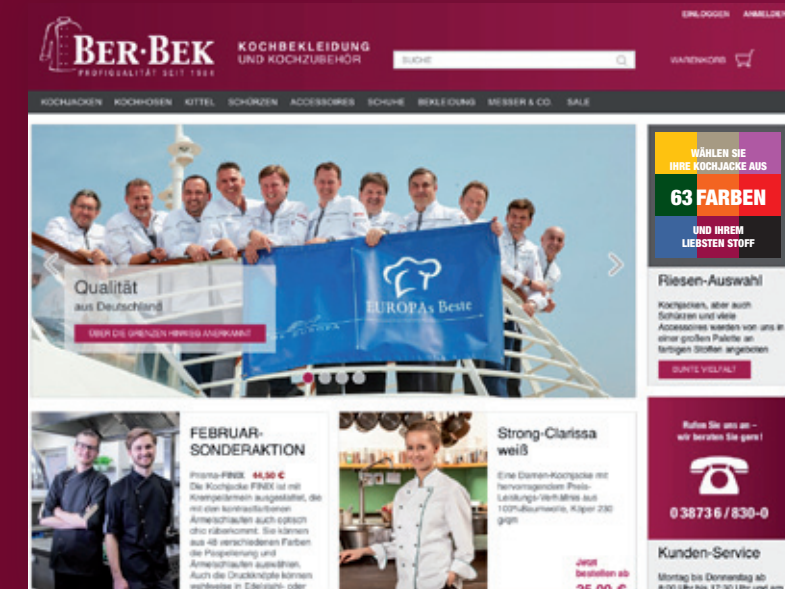 EINLOGGEN ANMELDEN
BER·BEK
PROFIQUALITÄT SEIT 1984
KOCHBEKLEIDUNG
UND KOCHZUBEHÖR
SUCHE
WARENKORB
KOCHJACKEN KOCHHOSEN KITTEL SCHÜRZEN ACCESSOIRES SCHUHE BEKLEIDUNG MESSER & CO. SALE
EUROPAs Beste
Qualität
aus Deutschland
ÜBER DIE GRENZEN HINWEG ANERKANNT
WÄHLEN SIE
IHRE KOCHJACKE AUS
63 FARBEN
UND IHREM
LIEBSTEN STOFF
Riesen-Auswahl
Kochjacken, aber auch
Schürzen und viele
Accessoires werden von uns in
einer großen Palette an
farbigen Stoffen angeboten
BUNTE VIELFALT
FEBRUAR-
SONDERAKTION
Prisma-FINIX 44,50 €
Die Kochjacke FINIX ist mit
Krempelärmeln ausgestattet, die
mit den kontrastfarbenen
Ärmelschlaufen auch optisch
chic rüberkommt. Sie können
aus 48 verschiedenen Farben
die Paspelierung und
Ärmelschlaufen auswählen.
Auch die Druckknöpfe können
wahlweise in Edelstahl- oder
Strong-Clarissa
weiß
Eine Damen-Kochjacke mit
hervorragendem Preis-
Leistungs-Verhältnis aus
100%Baumwolle, Köper 230
g/qm
Jetzt
bestellen ab
Rufen Sie uns an –
wir beraten Sie gern!
038736/830-0
Kunden-Service
Montag bis Donnerstag ab